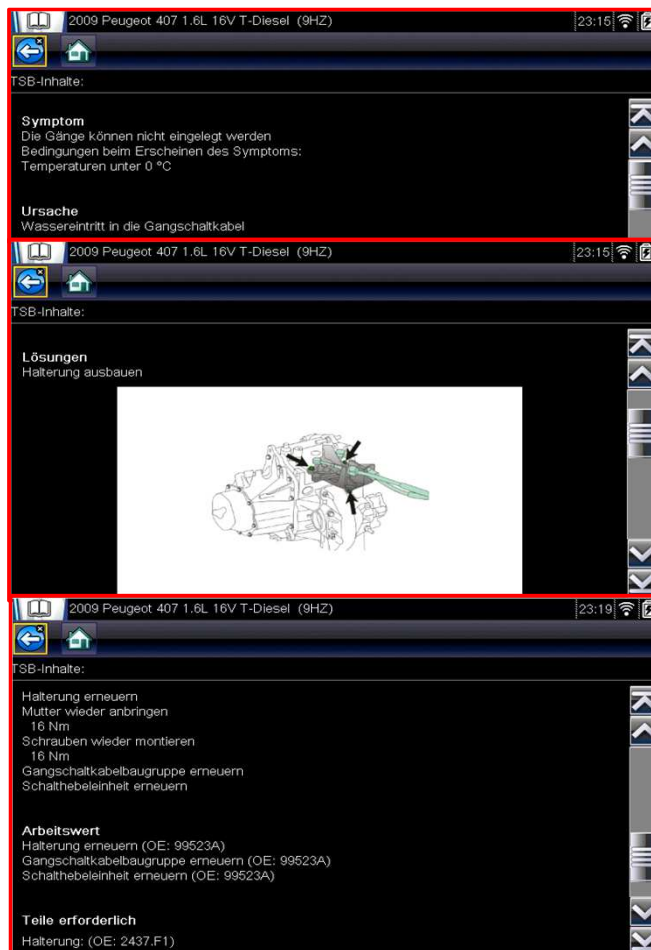 2009 Peugeot 407 1.6L 16V T-Diesel (9HZ) 23:15
TSB-Inhalte:
Symptom
Die Gänge können nicht eingelegt werden
Bedingungen beim Erscheinen des Symptoms:
Temperaturen unter 0 °C
Ursache
Wassereintritt in die Gangschaltkabel
2009 Peugeot 407 1.6L 16V T-Diesel (9HZ) 23:15
TSB-Inhalte:
Lösungen
Halterung ausbauen
2009 Peugeot 407 1.6L 16V T-Diesel (9HZ) 23:19
TSB-Inhalte:
Halterung erneuern
Mutter wieder anbringen
16 Nm
Schrauben wieder montieren
16 Nm
Gangschaltkabelbaugruppe erneuern
Schalthebeleinheit erneuern
Arbeitswert
Halterung erneuern (OE: 99523A)
Gangschaltkabelbaugruppe erneuern (OE: 99523A)
Schalthebeleinheit erneuern (OE: 99523A)
Teile erforderlich
Halterung: (OE: 2437.F1)